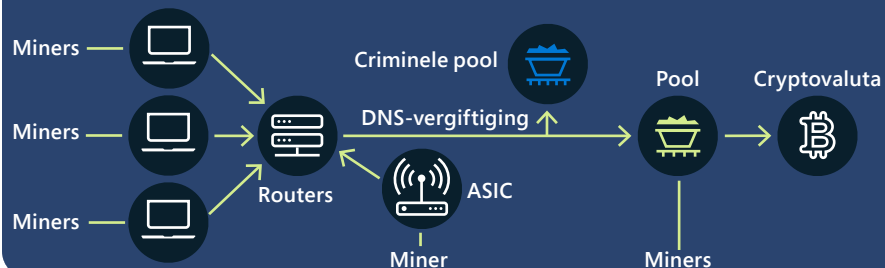 Miners
Criminele pool
Pool
Cryptovaluta
Miners
DNS-vergiftiging
Routers
ASIC
Miners
Miner
Miners